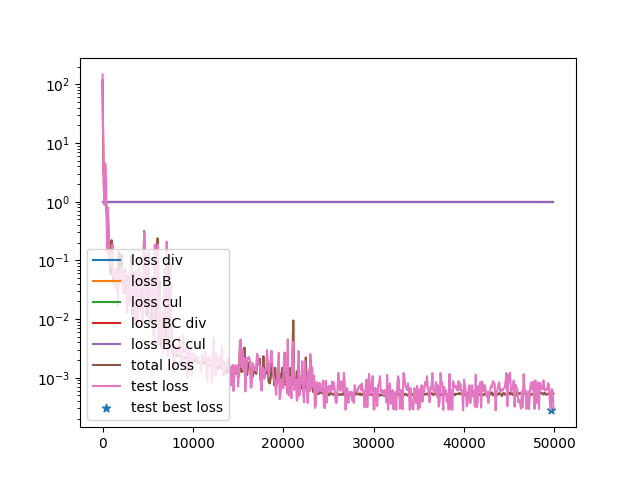 10²
10¹
10⁰
10⁻¹
10⁻²
10⁻³
loss div
loss B
loss cul
loss BC div
loss BC cul
total loss
test loss
test best loss
0 10000 20000 30000 40000 50000